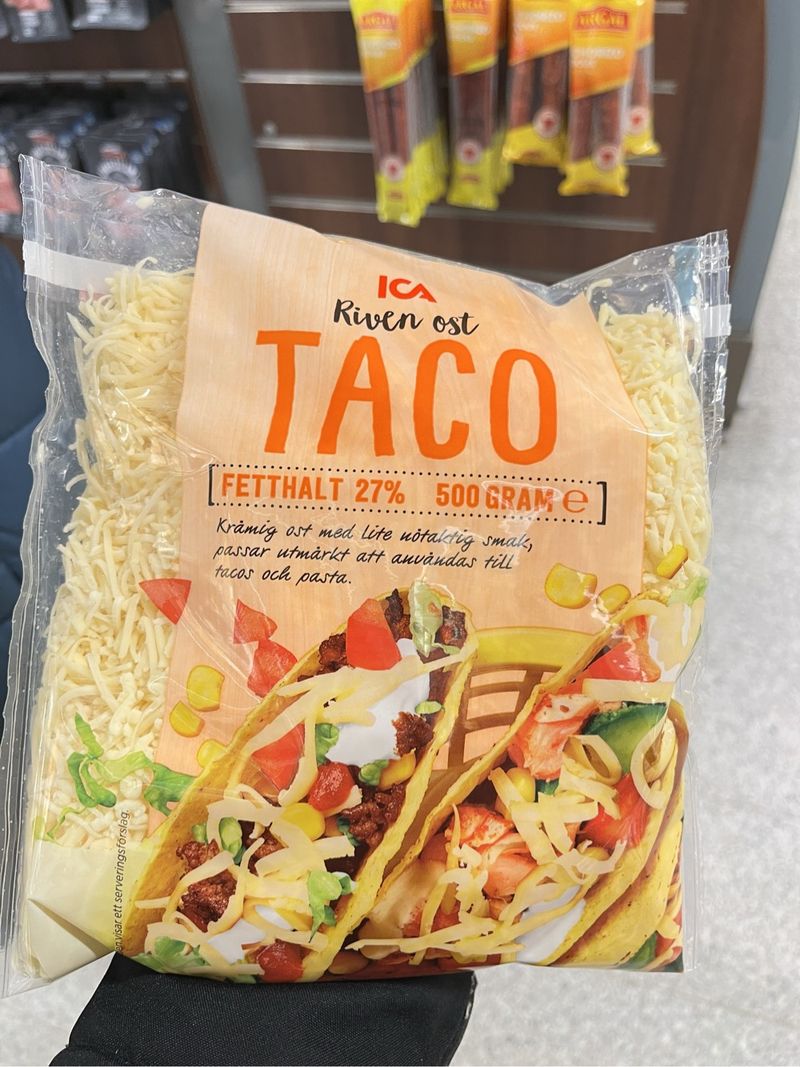 ICA
Riven ost
TACO
FETTHALT 27% 500 GRAM e
Krämig ost med lite nötaktig smak,
passar utmärkt att användas till
tacos och pasta.
visar ett serveringsförslag.